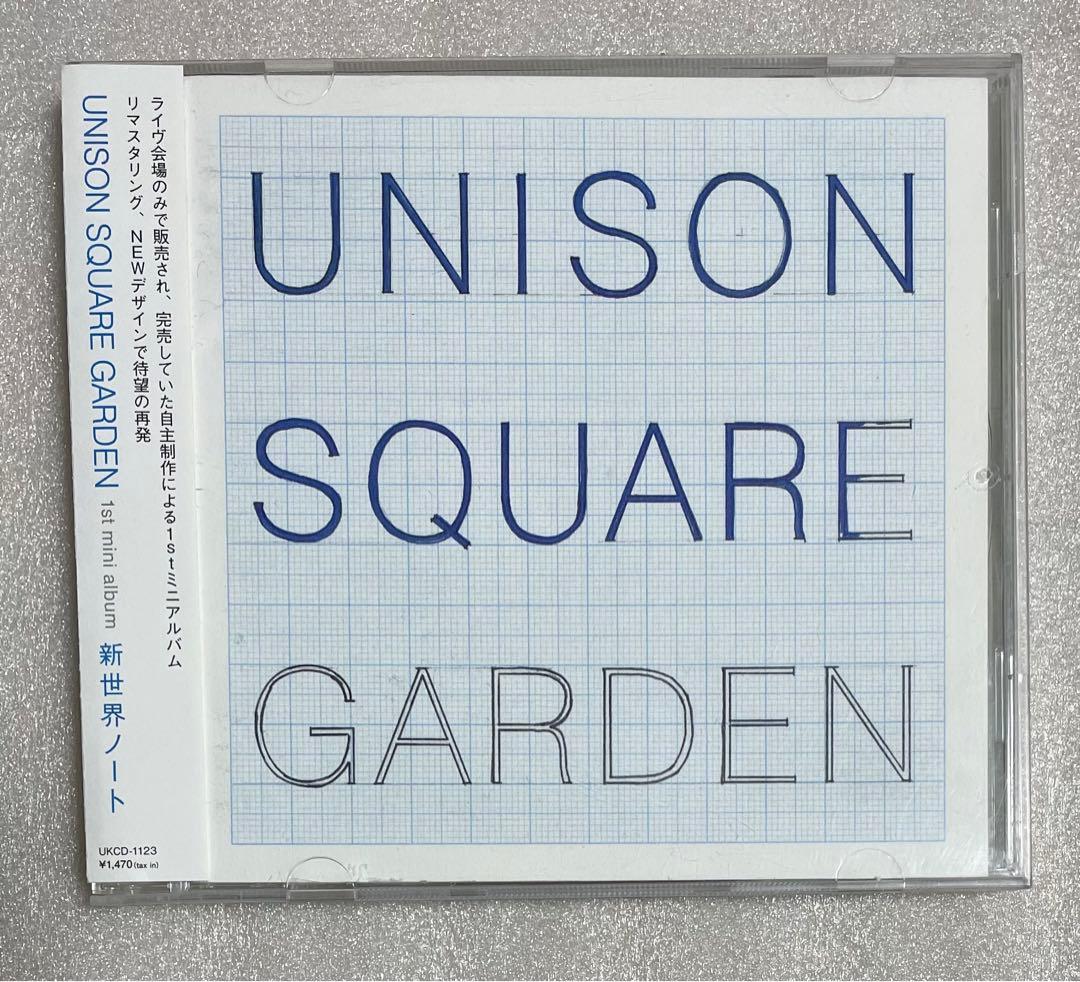 ライヴ会場のみで販売され、完売していた自主制作による1stミニアルバム
リマスタリング、NEWデザインで待望の再発
UNISON SQUARE GARDEN 1st mini album 新世界ノート
UKCD-1123
¥1,470(tax in)
UNISON
SQUARE
GARDEN